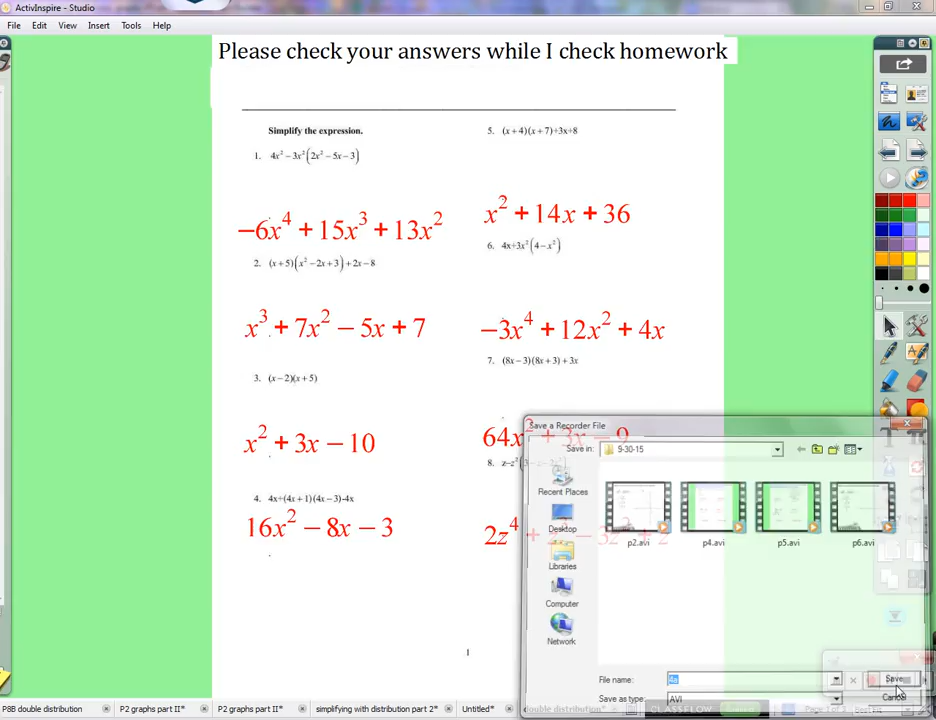 ActivInspire - Studio
File Edit View Insert Tools Help
Please check your answers while I check homework
Simplify the expression.
1. 4x² – 3x²(2x² – 5x – 3)
–6x⁴ + 15x³ + 13x²
2. (x + 5)(x² – 2x + 3) + 2x – 8
x³ + 7x² – 5x + 7
3. (x – 2)(x + 5)
x² + 3x – 10
4. 4x+(4x + 1)(4x – 3)-4x
16x² – 8x – 3
5. (x + 4)(x + 7)+3x+8
x² + 14x + 36
6. 4x+3x²(4 – x²)
–3x⁴ + 12x² + 4x
7. (8x – 3)(8x + 3) + 3x
64x² + 3x – 9
8. z–z²
2z⁴
1
Save a Recorder File
Save in: 9-30-15
Recent Places
Desktop
Libraries
Computer
Network
p2.avi p4.avi p5.avi p6.avi
File name:
Save
Save as type: AVI
Cancel
P8B double distribution P2 graphs part II* P2 graphs part II* simplifying with distribution part 2* Untitled* double distribution*